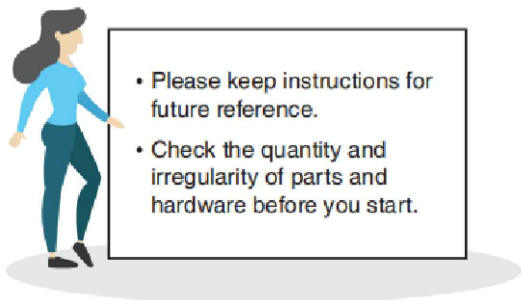 • Please keep instructions for
future reference.
• Check the quantity and
irregularity of parts and
hardware before you start.